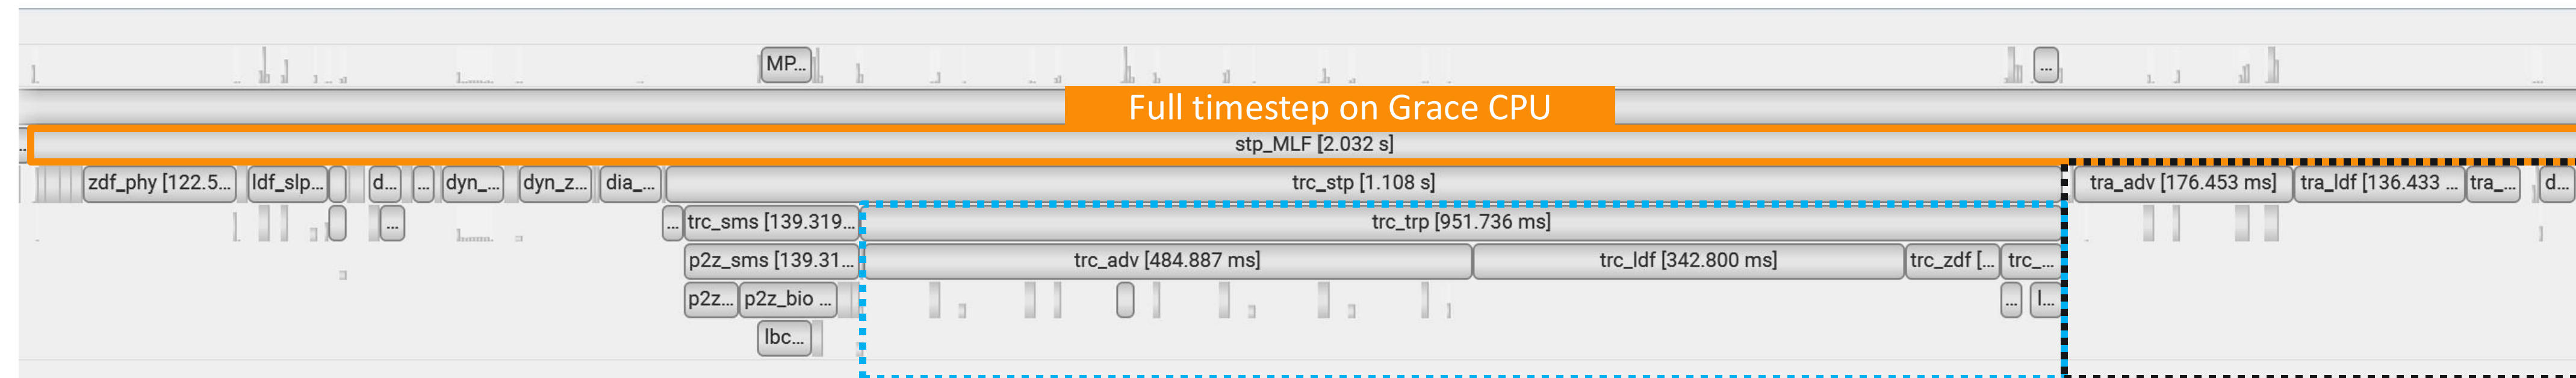 MP...
...
Full timestep on Grace CPU
...
stp_MLF [2.032 s]
zdf_phy [122.5... ldf_slp... d... ... dyn_... dyn_z... dia_... trc_stp [1.108 s] tra_adv [176.453 ms] tra_ldf [136.433 ... tra_... d...
... ... trc_sms [139.319... trc_trp [951.736 ms]
p2z_sms [139.31... trc_adv [484.887 ms] trc_ldf [342.800 ms] trc_zdf [... trc_...
p2z... p2z_bio ... ... l...
lbc...